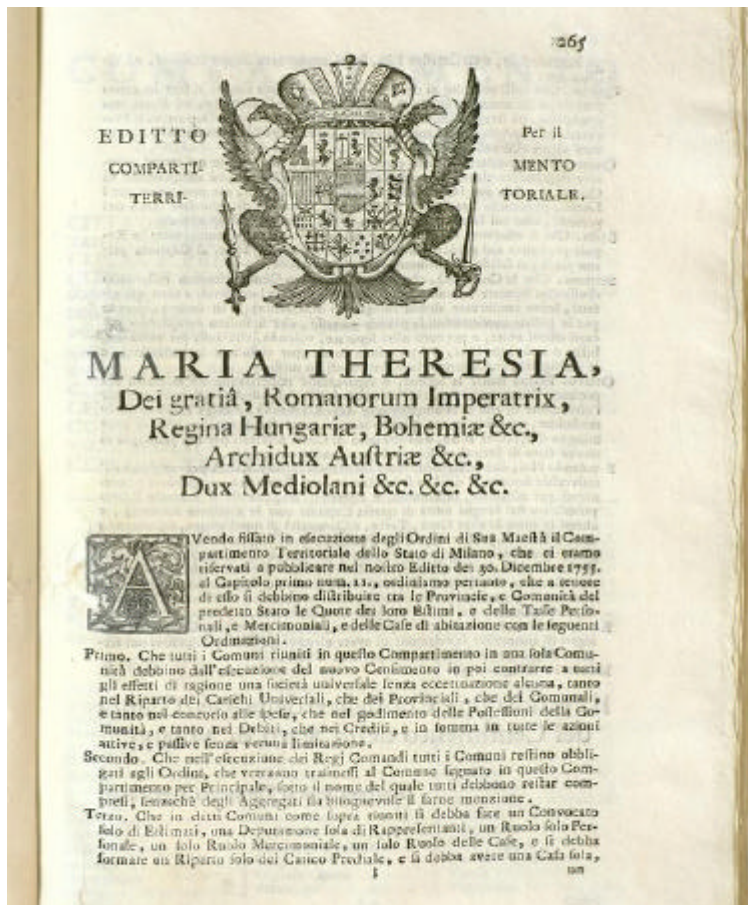 265
EDITTO Per il
COMPARTI- MENTO
TERRI- TORIALE.
MARIA THERESIA,
Dei gratiâ, Romanorum Imperatrix,
Regina Hungariæ, Bohemiæ &c.,
Archidux Auſtriæ &c.,
Dux Mediolani &c. &c. &c.
AVendo fiſſato in eſecuzione degli Ordini di Sua Maeſtà il Com-
partimento Territoriale dello Stato di Milano, che ci eramo
riſervati a pubblicare nel noſtro Editto dei 30. Dicembre 1755.
al Capitolo primo num. 11., ordiniamo pertanto, che a tenore
di eſſo ſi debbino diſtribuire tra le Provincie, e Comunità del
predetto Stato le Quote dei loro Eſtimi, e delle Taſſe Perſo-
nali, e Mercimoniali, e delle Caſe di abitazione con le ſeguenti
Ordinazioni.
Primo. Che tutti i Comuni riuniti in queſto Compartimento in una ſola Comu-
nità debbino dall'eſecuzione del nuovo Cenſimento in poi contrarre a tutti
gli effetti di ragione una ſocietà univerſale ſenza eccettuazione alcuna, tanto
nel Riparto dei Carichi Univerſali, che dei Provinciali, che dei Comunali,
e tanto nel concorſo alle ſpeſe, che nel godimento delle Poſſeſſioni della Co-
munità, e tanto nei Debiti, che nei Crediti, e in ſomma in tutte le azioni
attive, e paſſive ſenza veruna limitazione.
Secondo. Che nell'eſecuzione dei Regj Comandi tutti i Comuni reſtino obbli-
gati agli Ordini, che verranno traſmeſſi al Comune ſegnato in queſto Com-
partimento per Principale, ſotto il nome del quale tutti debbono reſtar com-
preſi, ſenzachè degli Aggregati ſia biſognevole il farne menzione.
Terzo. Che in detti Comuni come ſopra riuniti ſi debba fare un Convocato
ſolo di Eſtimati, una Deputazione ſola di Rappreſentanti, un Ruolo ſolo Per-
ſonale, un ſolo Ruolo Mercimoniale, un ſolo Ruolo delle Caſe, e ſi debba
formare un Riparto ſolo del Carico Prediale, e ſi debba avere una Caſſa ſola,
un